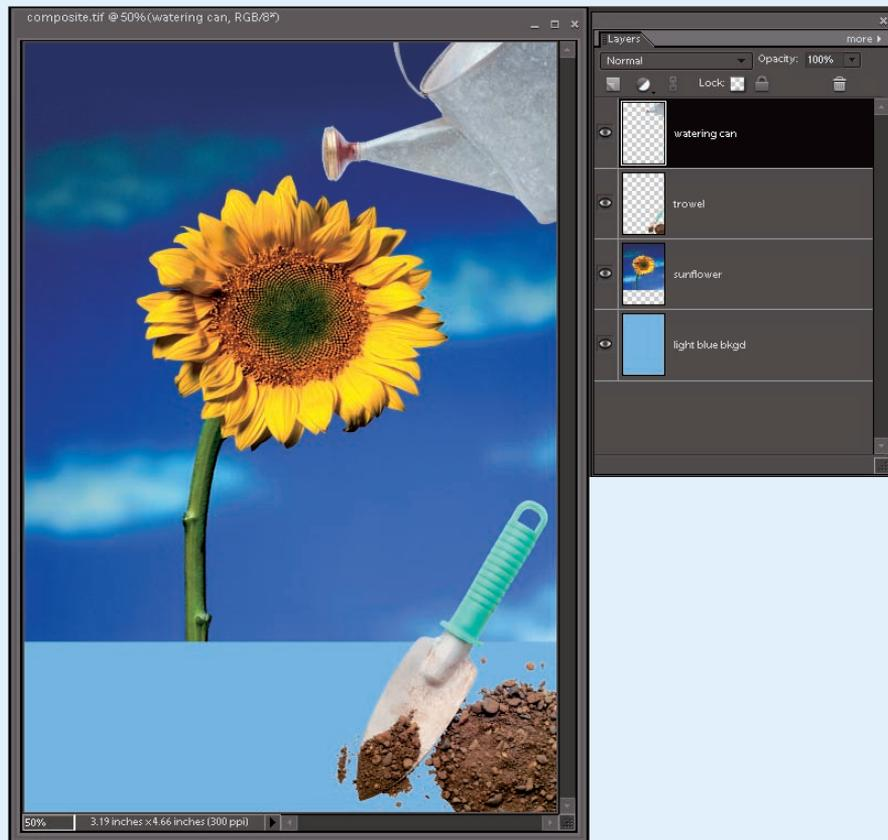 composite.tif @ 50% (watering can, RGB/8*)
50%
3.19 inches x 4.66 inches (300 ppi)
Layers
more
Normal
Opacity: 100%
Lock:
watering can
trowel
sunflower
light blue bkgd